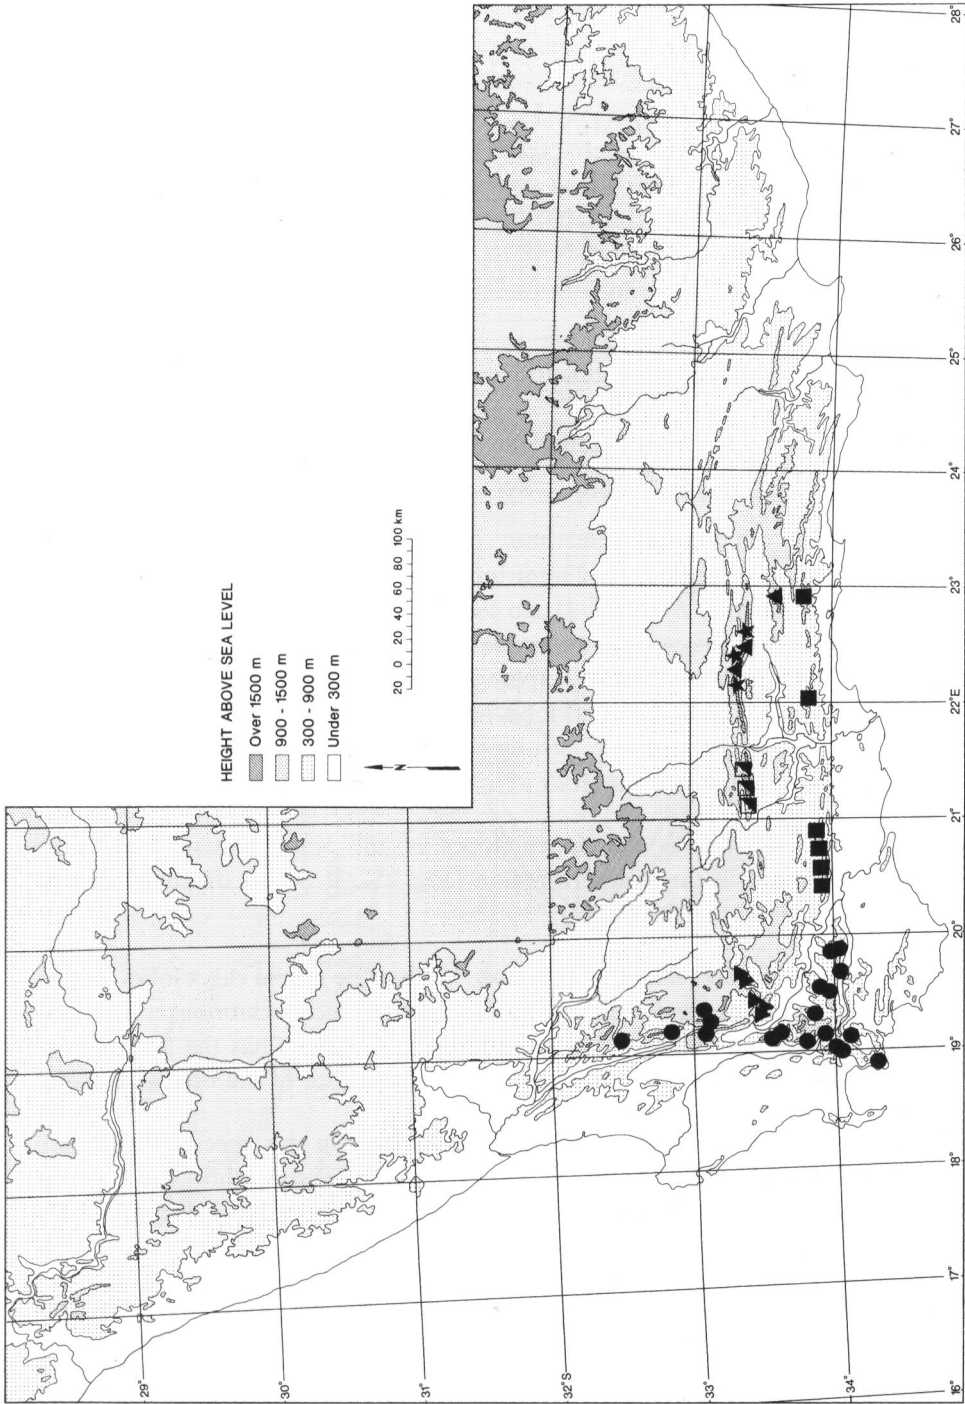 HEIGHT ABOVE SEA LEVEL
Over 1500 m
900 - 1500 m
300 - 900 m
Under 300 m
N
20 0 20 40 60 80 100 km
29°
30°
31°
32°S
33°
34°
16°
17°
18°
19°
20°
21°
22°E
23°
24°
25°
26°
27°
28°